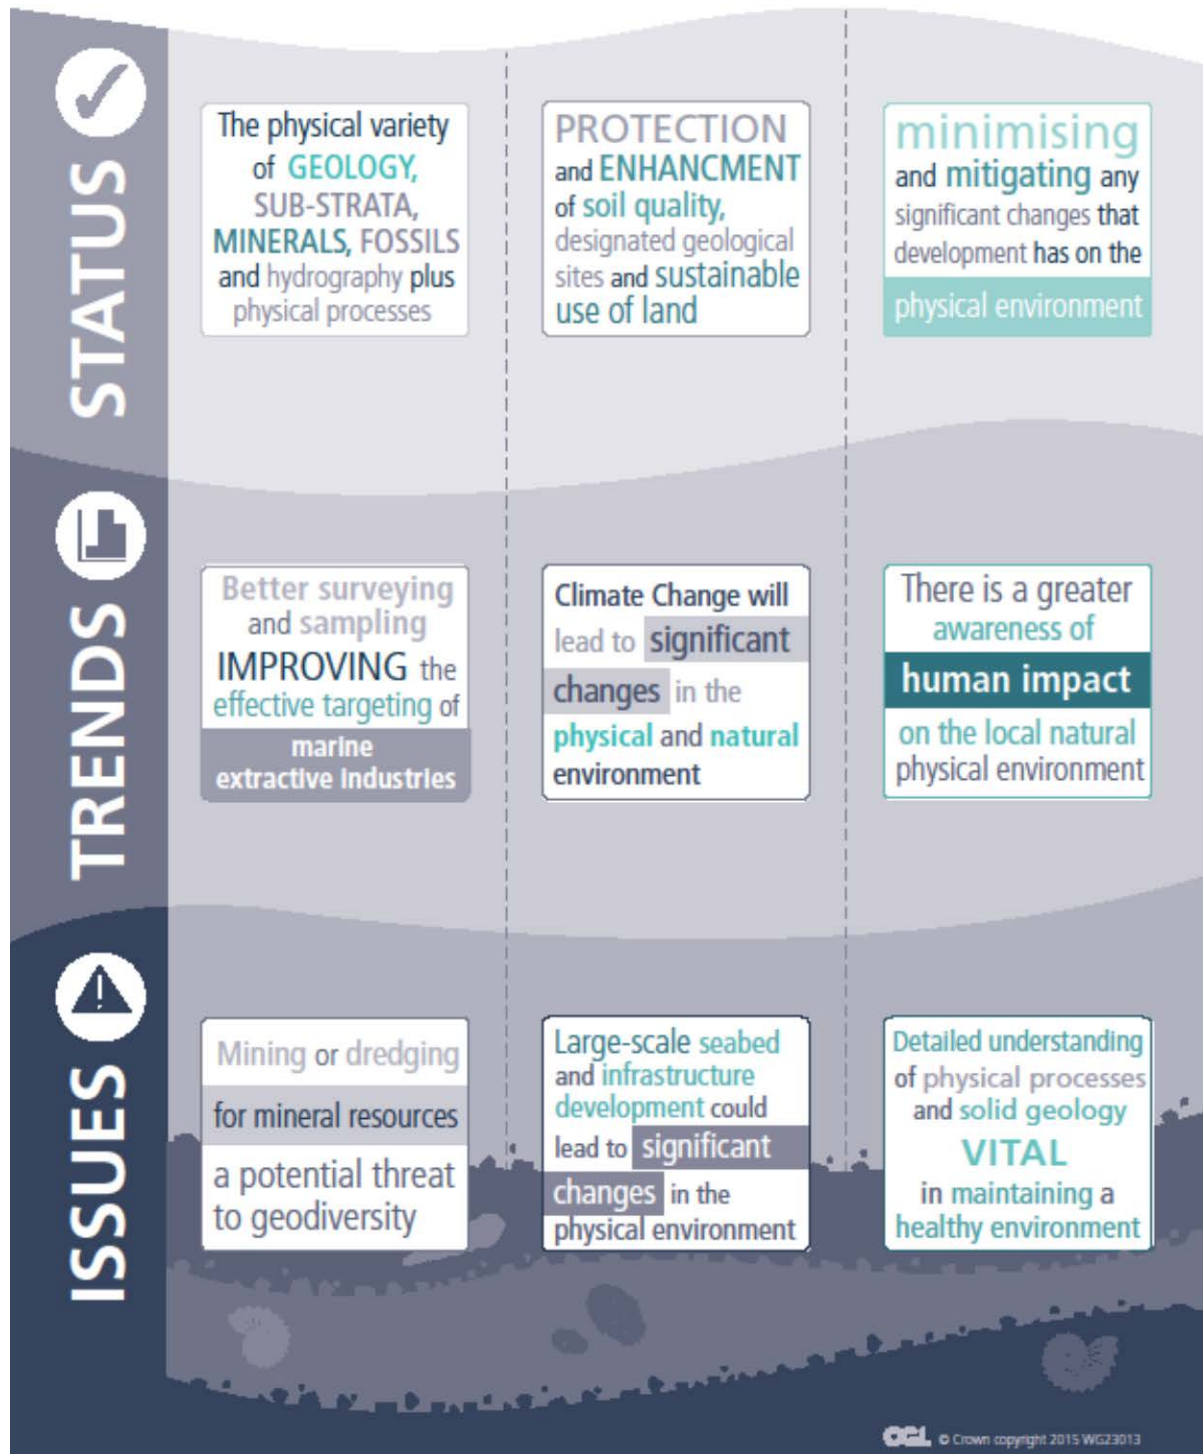 STATUS
The physical variety
of GEOLOGY,
SUB-STRATA,
MINERALS, FOSSILS
and hydrography plus
physical processes
PROTECTION
and ENHANCMENT
of soil quality,
designated geological
sites and sustainable
use of land
minimising
and mitigating any
significant changes that
development has on the
physical environment
TRENDS
Better surveying
and sampling
IMPROVING the
effective targeting of
marine
extractive industries
Climate Change will
lead to significant
changes in the
physical and natural
environment
There is a greater
awareness of
human impact
on the local natural
physical environment
ISSUES
Mining or dredging
for mineral resources
a potential threat
to geodiversity
Large-scale seabed
and infrastructure
development could
lead to significant
changes in the
physical environment
Detailed understanding
of physical processes
and solid geology
VITAL
in maintaining a
healthy environment
OGL © Crown copyright 2015 WG23013